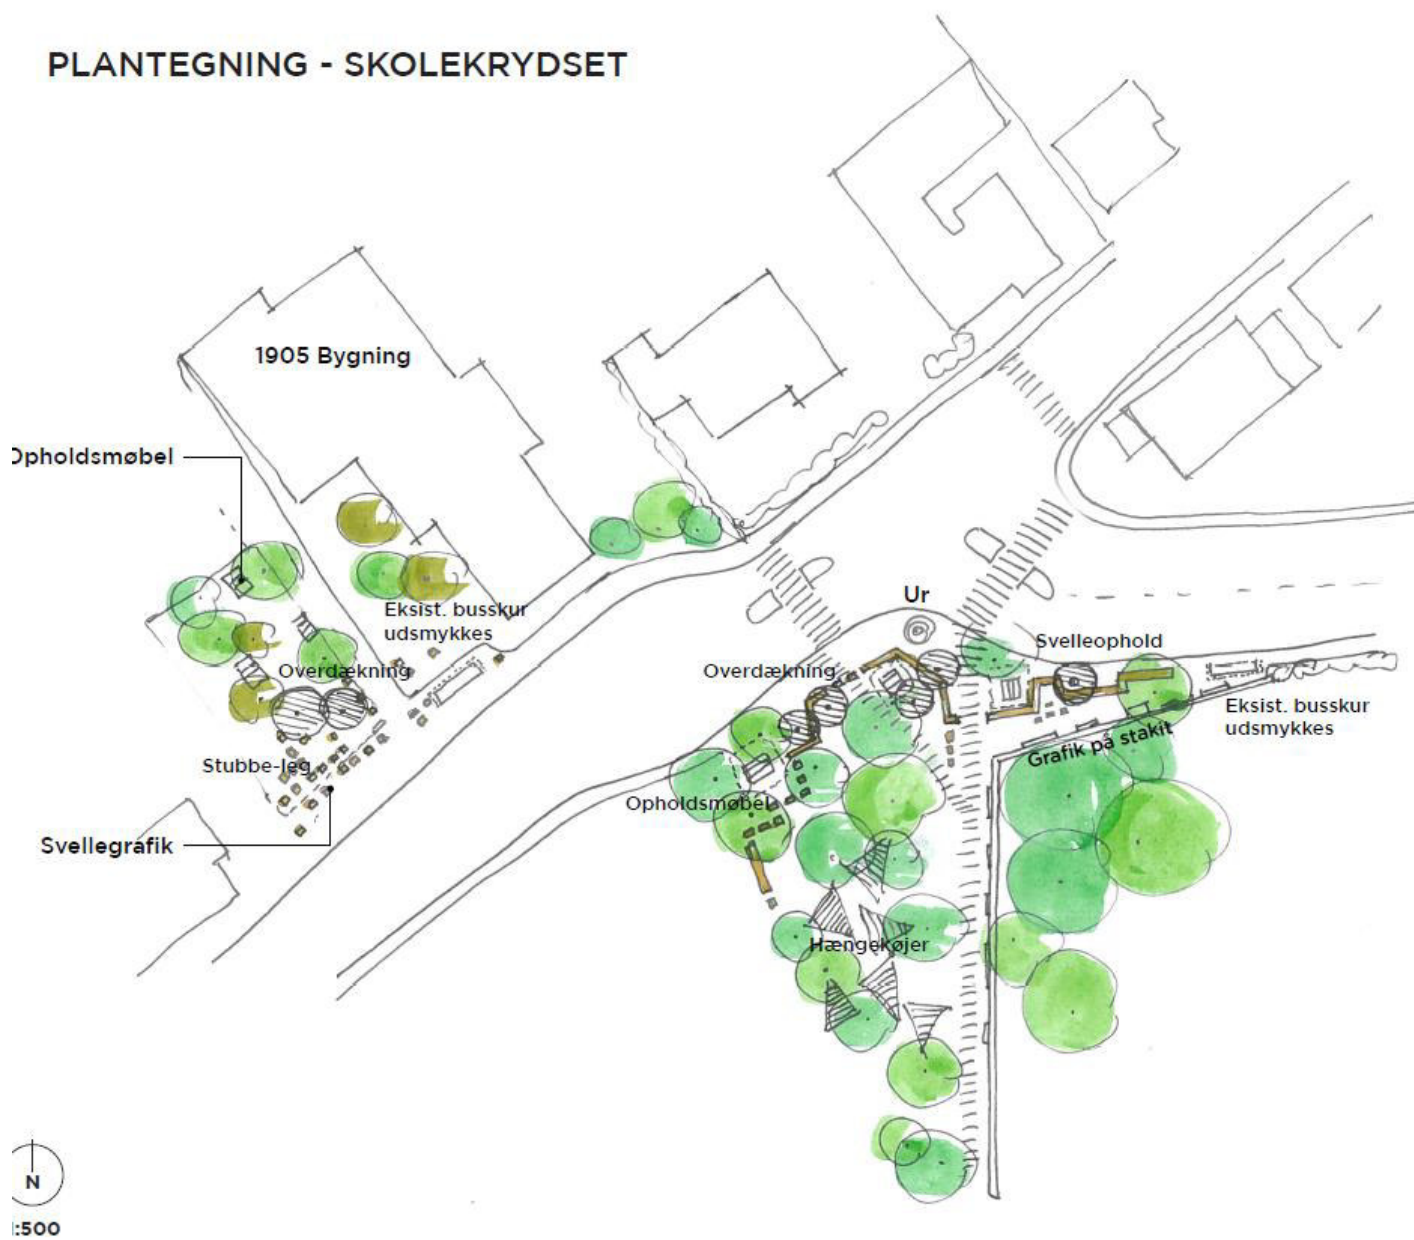 PLANTEGNING - SKOLEKRYDSET
1905 Bygning
Opholdsmøbel
Eksist. busskur
udsmykkes
Overdækning
Stubbe-leg
Svellegrafik
Ur
Svelleophold
Overdækning
Eksist. busskur
udsmykkes
Grafik på stakit
Opholdsmøbel
Hængekøjer
N
:500